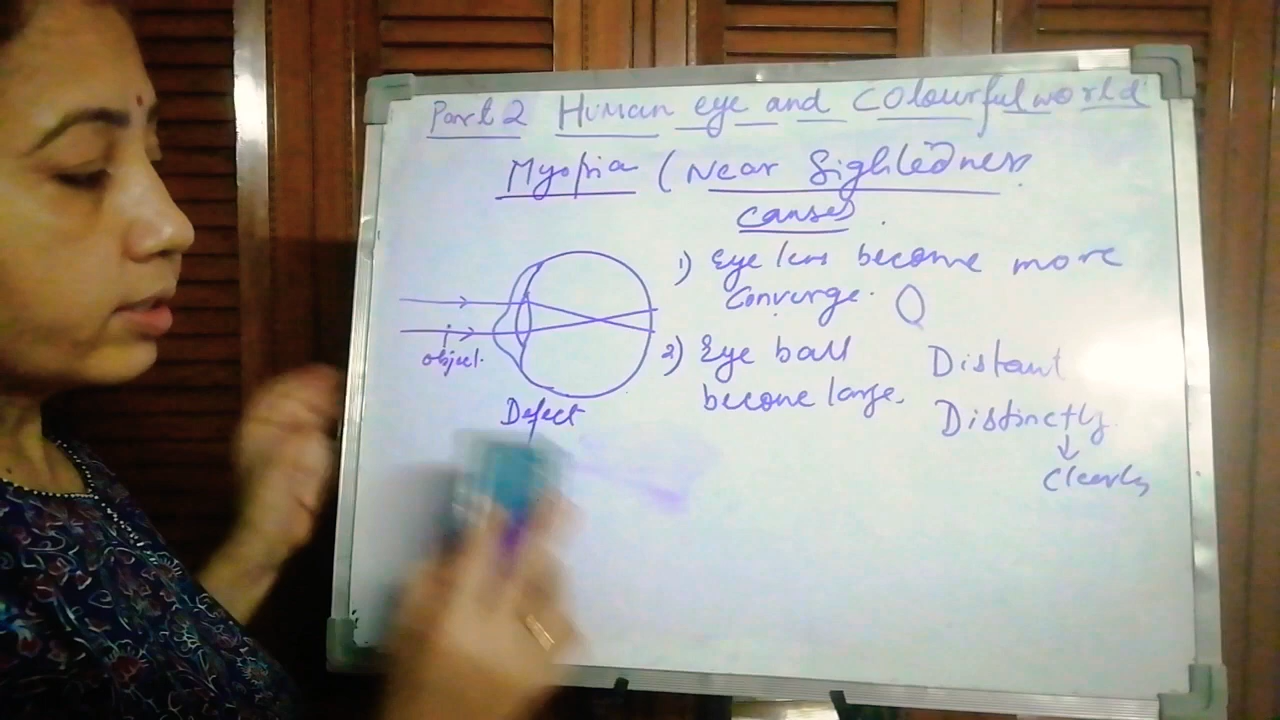 Part 2 Human eye and Colourful world
Myopia (Near Sightedness
causes.
1) Eye lens become more
Converge.
2) Eye ball
become large.
object.
Defect
Distant
Distinctly
Clearly